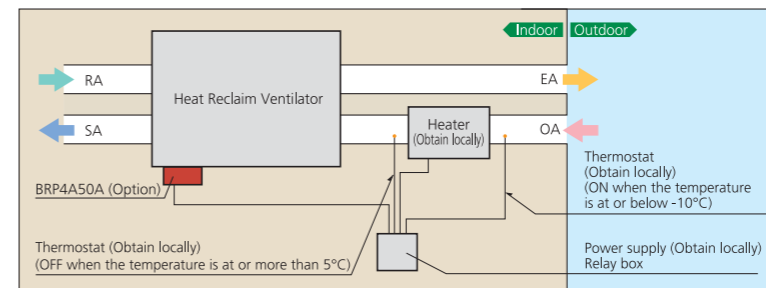 Indoor Outdoor
RA
EA
Heat Reclaim Ventilator
SA
Heater
(Obtain locally)
OA
Thermostat
(Obtain locally)
(ON when the temperature
is at or below -10°C)
BRP4A50A (Option)
Thermostat (Obtain locally)
(OFF when the temperature is at or more than 5°C)
Power supply (Obtain locally)
Relay box